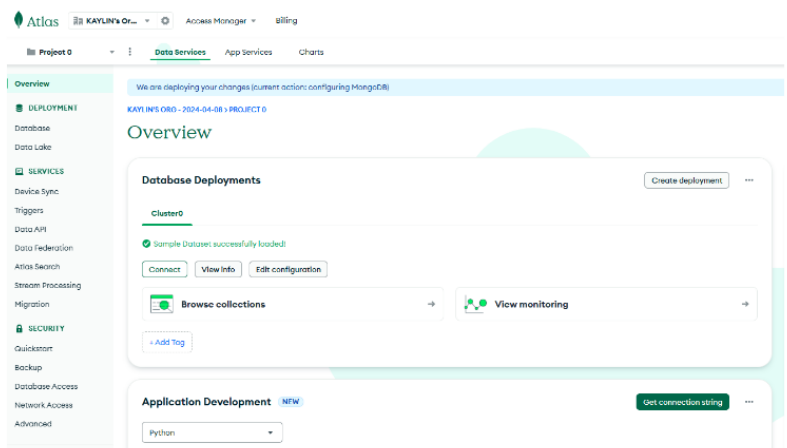 Atlas
KAYLIN's Or...
Access Manager
Billing
Project 0
Data Services
App Services
Charts
Overview
DEPLOYMENT
Database
Data Lake
SERVICES
Device Sync
Triggers
Data API
Data Federation
Atlas Search
Stream Processing
Migration
SECURITY
Quickstart
Backup
Database Access
Network Access
Advanced
We are deploying your changes (current action: configuring MongoDB)
KAYLIN'S ORG - 2024-04-08 > PROJECT 0
Overview
Database Deployments
Create deployment
Cluster0
Sample Dataset successfully loaded!
Connect
View Info
Edit configuration
Browse collections
View monitoring
+ Add Tag
Application Development
NEW
Get connection string
Python